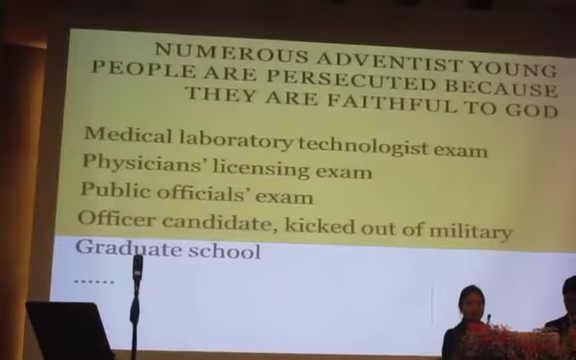 NUMEROUS ADVENTIST YOUNG
PEOPLE ARE PERSECUTED BECAUSE
THEY ARE FAITHFUL TO GOD
Medical laboratory technologist exam
Physicians' licensing exam
Public officials' exam
Officer candidate, kicked out of military
Graduate school
......